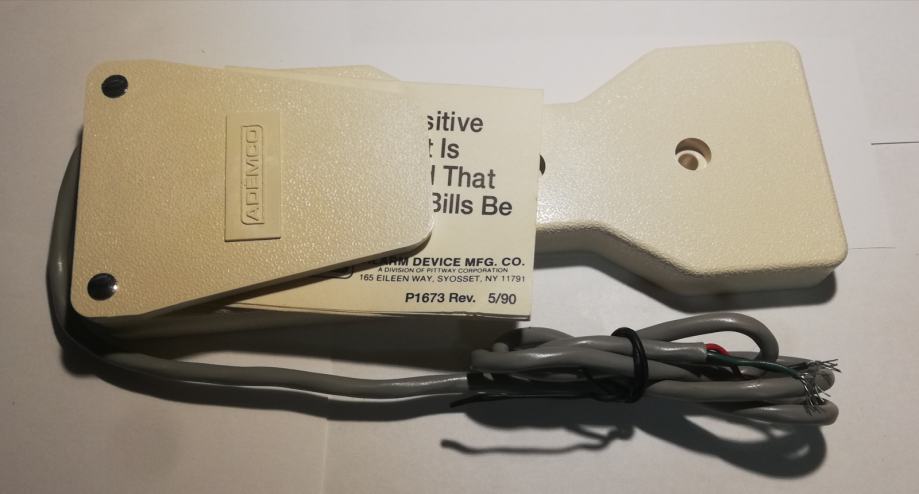 ADEMCO
sitive
t Is
That
Bills Be
ALARM DEVICE MFG. CO.
A DIVISION OF PITTWAY CORPORATION
165 EILEEN WAY, SYOSSET, NY 11791
P1673 Rev. 5/90